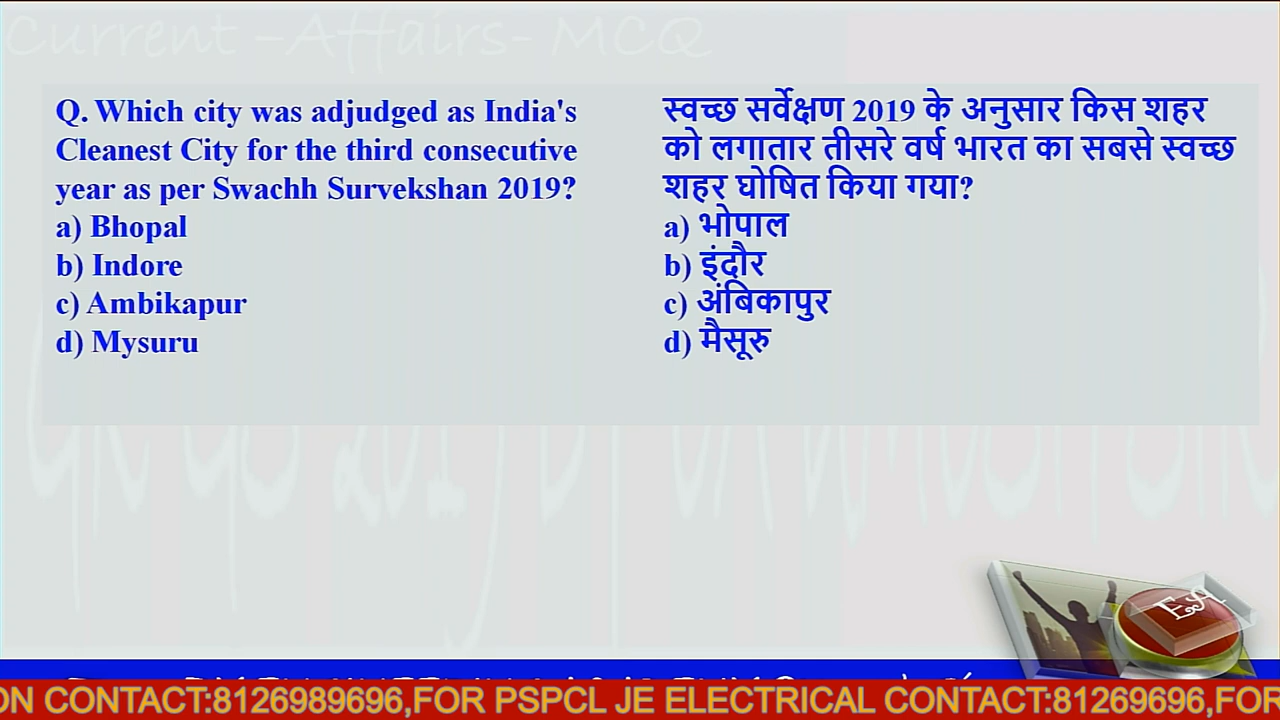 Current -Affairs- MCQ
Q. Which city was adjudged as India's
Cleanest City for the third consecutive
year as per Swachh Survekshan 2019?
a) Bhopal
b) Indore
c) Ambikapur
d) Mysuru
स्वच्छ सर्वेक्षण 2019 के अनुसार किस शहर
को लगातार तीसरे वर्ष भारत का सबसे स्वच्छ
शहर घोषित किया गया?
a) भोपाल
b) इंदौर
c) अंबिकापुर
d) मैसूरु
EA
ON CONTACT:8126989696,FOR PSPCL JE ELECTRICAL CONTACT:81269696,FOR